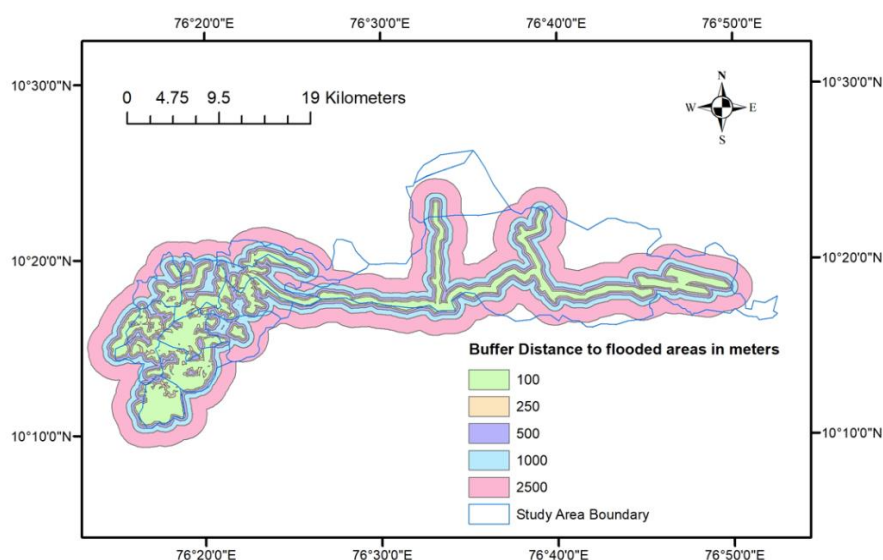 76°20'0"E 76°30'0"E 76°40'0"E 76°50'0"E
10°30'0"N 10°30'0"N
0 4.75 9.5 19 Kilometers
N
W E
S
10°20'0"N 10°20'0"N
Buffer Distance to flooded areas in meters
100
250
500
1000
2500
Study Area Boundary
10°10'0"N 10°10'0"N
76°20'0"E 76°30'0"E 76°40'0"E 76°50'0"E